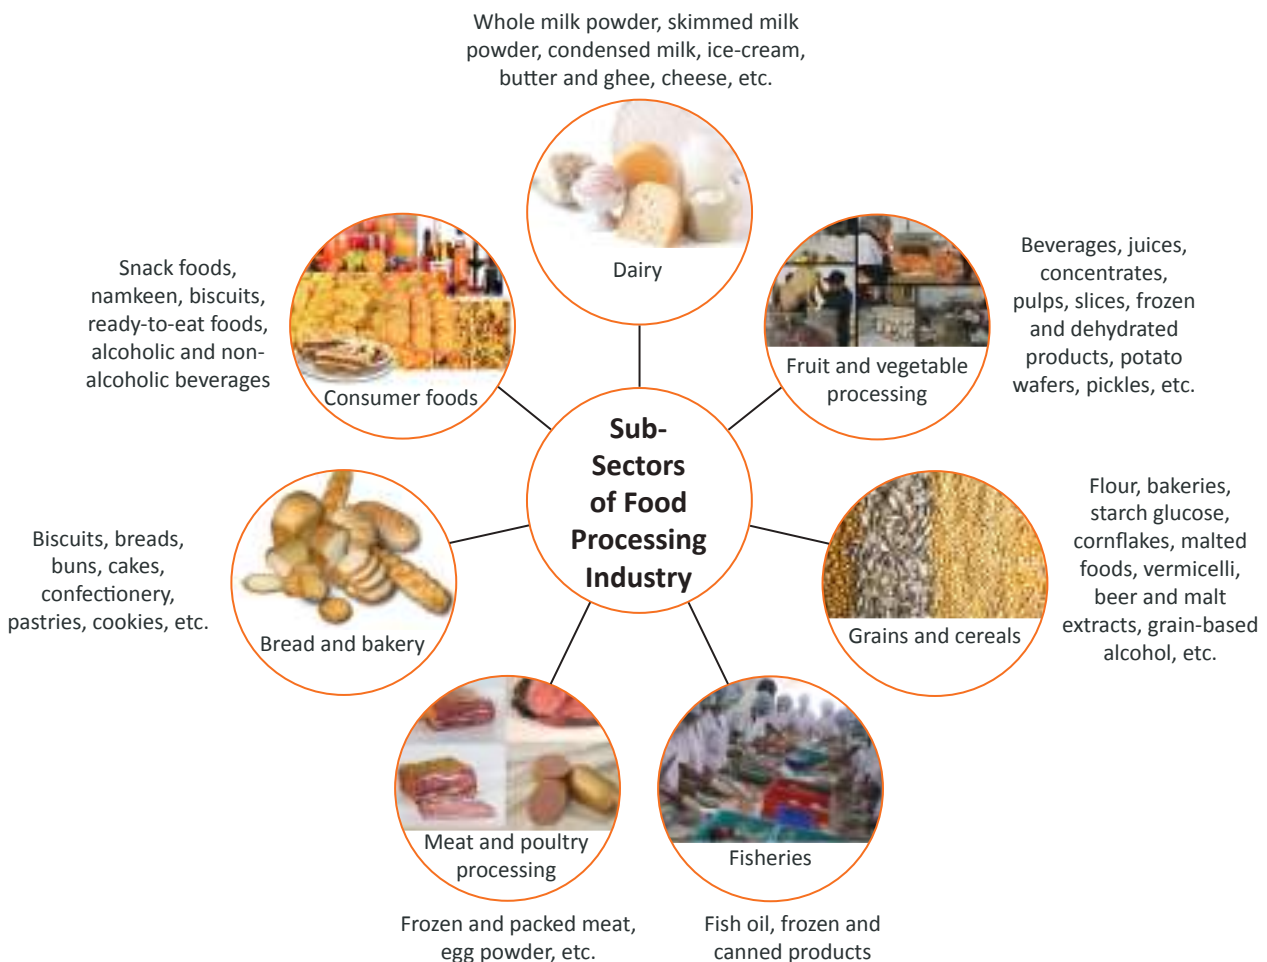 Whole milk powder, skimmed milk
powder, condensed milk, ice-cream,
butter and ghee, cheese, etc.
Dairy
Beverages, juices,
concentrates,
pulps, slices, frozen
and dehydrated
products, potato
wafers, pickles, etc.
Fruit and vegetable
processing
Snack foods,
namkeen, biscuits,
ready-to-eat foods,
alcoholic and non-
alcoholic beverages
Consumer foods
Sub-
Sectors
of Food
Processing
Industry
Flour, bakeries,
starch glucose,
cornflakes, malted
foods, vermicelli,
beer and malt
extracts, grain-based
alcohol, etc.
Grains and cereals
Biscuits, breads,
buns, cakes,
confectionery,
pastries, cookies, etc.
Bread and bakery
Meat and poultry
processing
Frozen and packed meat,
egg powder, etc.
Fisheries
Fish oil, frozen and
canned products